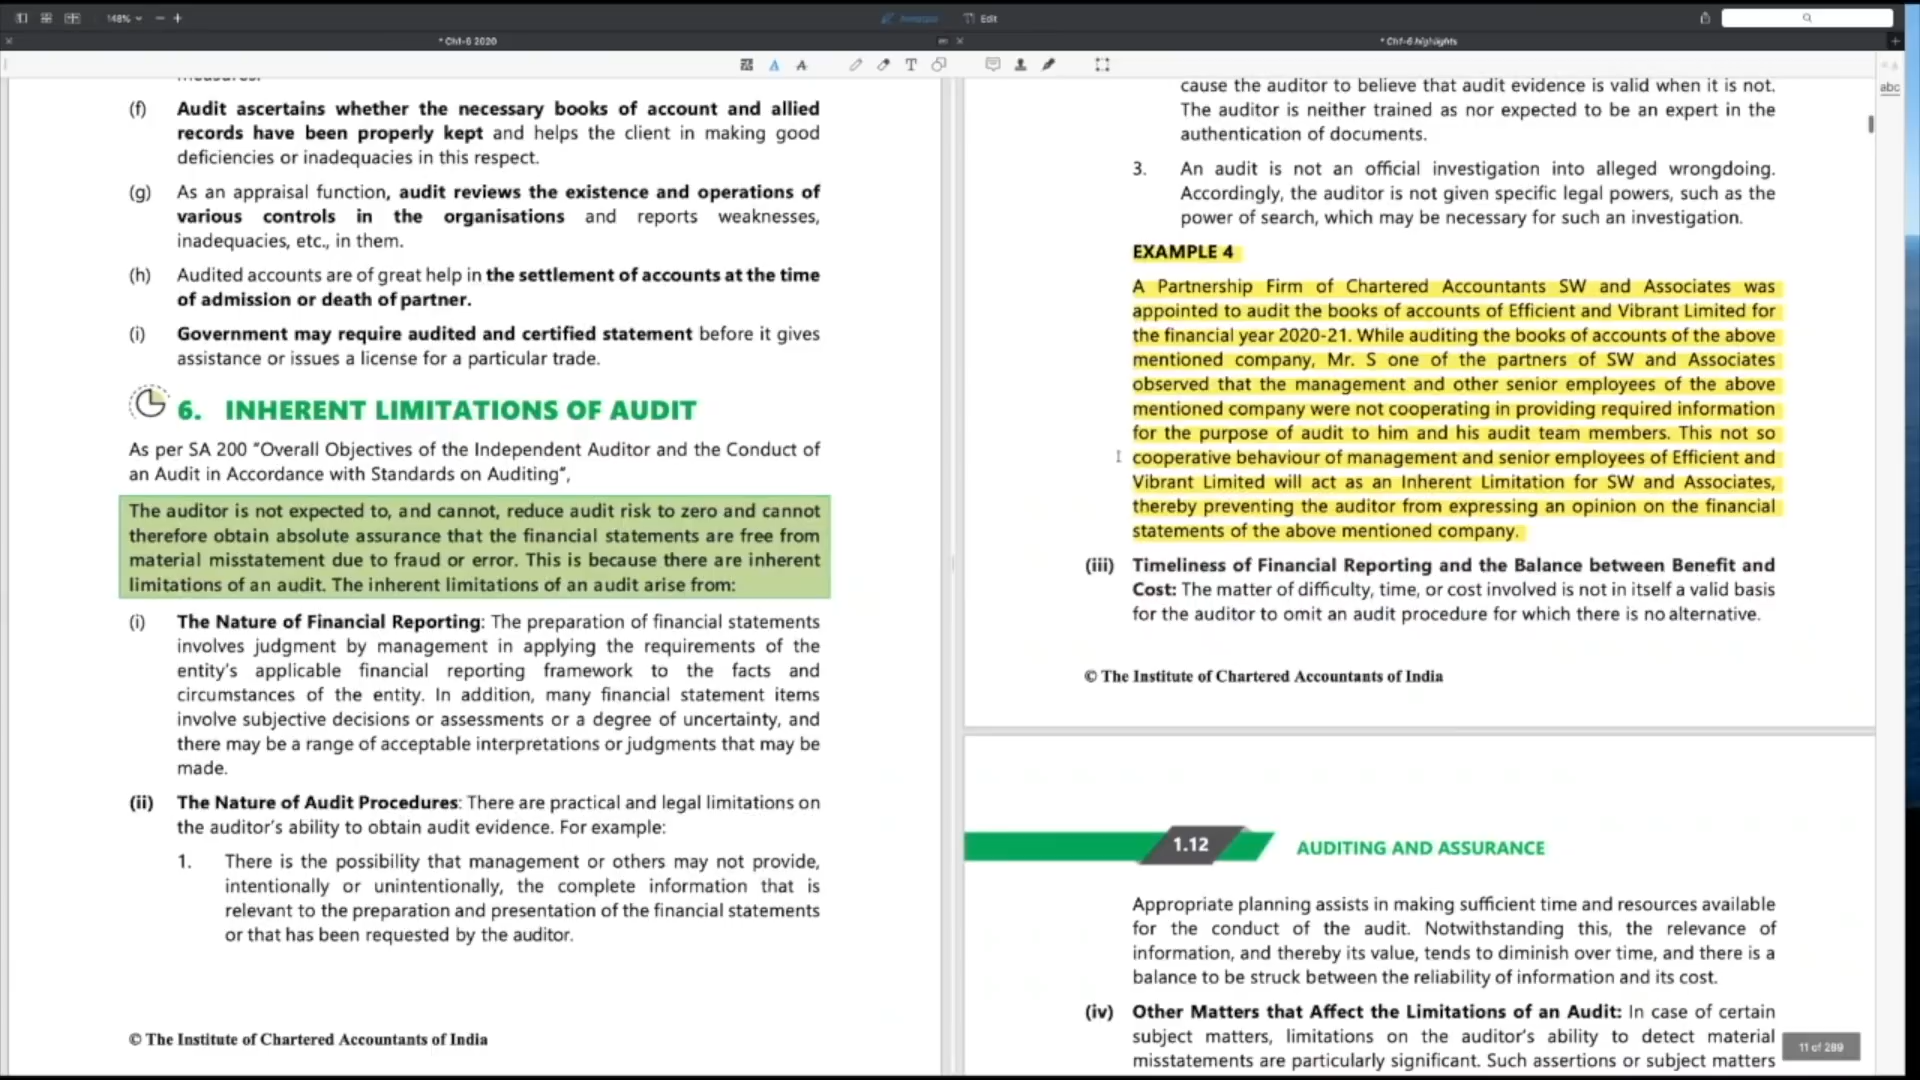 148%
Edit
* Ch1-6 2020
* Ch1-6 highlights
abc
measures.
(f) Audit ascertains whether the necessary books of account and allied
records have been properly kept and helps the client in making good
deficiencies or inadequacies in this respect.
(g) As an appraisal function, audit reviews the existence and operations of
various controls in the organisations and reports weaknesses,
inadequacies, etc., in them.
(h) Audited accounts are of great help in the settlement of accounts at the time
of admission or death of partner.
(i) Government may require audited and certified statement before it gives
assistance or issues a license for a particular trade.
6. INHERENT LIMITATIONS OF AUDIT
As per SA 200 “Overall Objectives of the Independent Auditor and the Conduct of
an Audit in Accordance with Standards on Auditing”,
The auditor is not expected to, and cannot, reduce audit risk to zero and cannot
therefore obtain absolute assurance that the financial statements are free from
material misstatement due to fraud or error. This is because there are inherent
limitations of an audit. The inherent limitations of an audit arise from:
(i) The Nature of Financial Reporting: The preparation of financial statements
involves judgment by management in applying the requirements of the
entity’s applicable financial reporting framework to the facts and
circumstances of the entity. In addition, many financial statement items
involve subjective decisions or assessments or a degree of uncertainty, and
there may be a range of acceptable interpretations or judgments that may be
made.
(ii) The Nature of Audit Procedures: There are practical and legal limitations on
the auditor’s ability to obtain audit evidence. For example:
1. There is the possibility that management or others may not provide,
intentionally or unintentionally, the complete information that is
relevant to the preparation and presentation of the financial statements
or that has been requested by the auditor.
© The Institute of Chartered Accountants of India
cause the auditor to believe that audit evidence is valid when it is not.
The auditor is neither trained as nor expected to be an expert in the
authentication of documents.
3. An audit is not an official investigation into alleged wrongdoing.
Accordingly, the auditor is not given specific legal powers, such as the
power of search, which may be necessary for such an investigation.
EXAMPLE 4
A Partnership Firm of Chartered Accountants SW and Associates was
appointed to audit the books of accounts of Efficient and Vibrant Limited for
the financial year 2020-21. While auditing the books of accounts of the above
mentioned company, Mr. S one of the partners of SW and Associates
observed that the management and other senior employees of the above
mentioned company were not cooperating in providing required information
for the purpose of audit to him and his audit team members. This not so
cooperative behaviour of management and senior employees of Efficient and
Vibrant Limited will act as an Inherent Limitation for SW and Associates,
thereby preventing the auditor from expressing an opinion on the financial
statements of the above mentioned company.
(iii) Timeliness of Financial Reporting and the Balance between Benefit and
Cost: The matter of difficulty, time, or cost involved is not in itself a valid basis
for the auditor to omit an audit procedure for which there is no alternative.
© The Institute of Chartered Accountants of India
1.12 AUDITING AND ASSURANCE
Appropriate planning assists in making sufficient time and resources available
for the conduct of the audit. Notwithstanding this, the relevance of
information, and thereby its value, tends to diminish over time, and there is a
balance to be struck between the reliability of information and its cost.
(iv) Other Matters that Affect the Limitations of an Audit: In case of certain
subject matters, limitations on the auditor’s ability to detect material
misstatements are particularly significant. Such assertions or subject matters
11 of 289